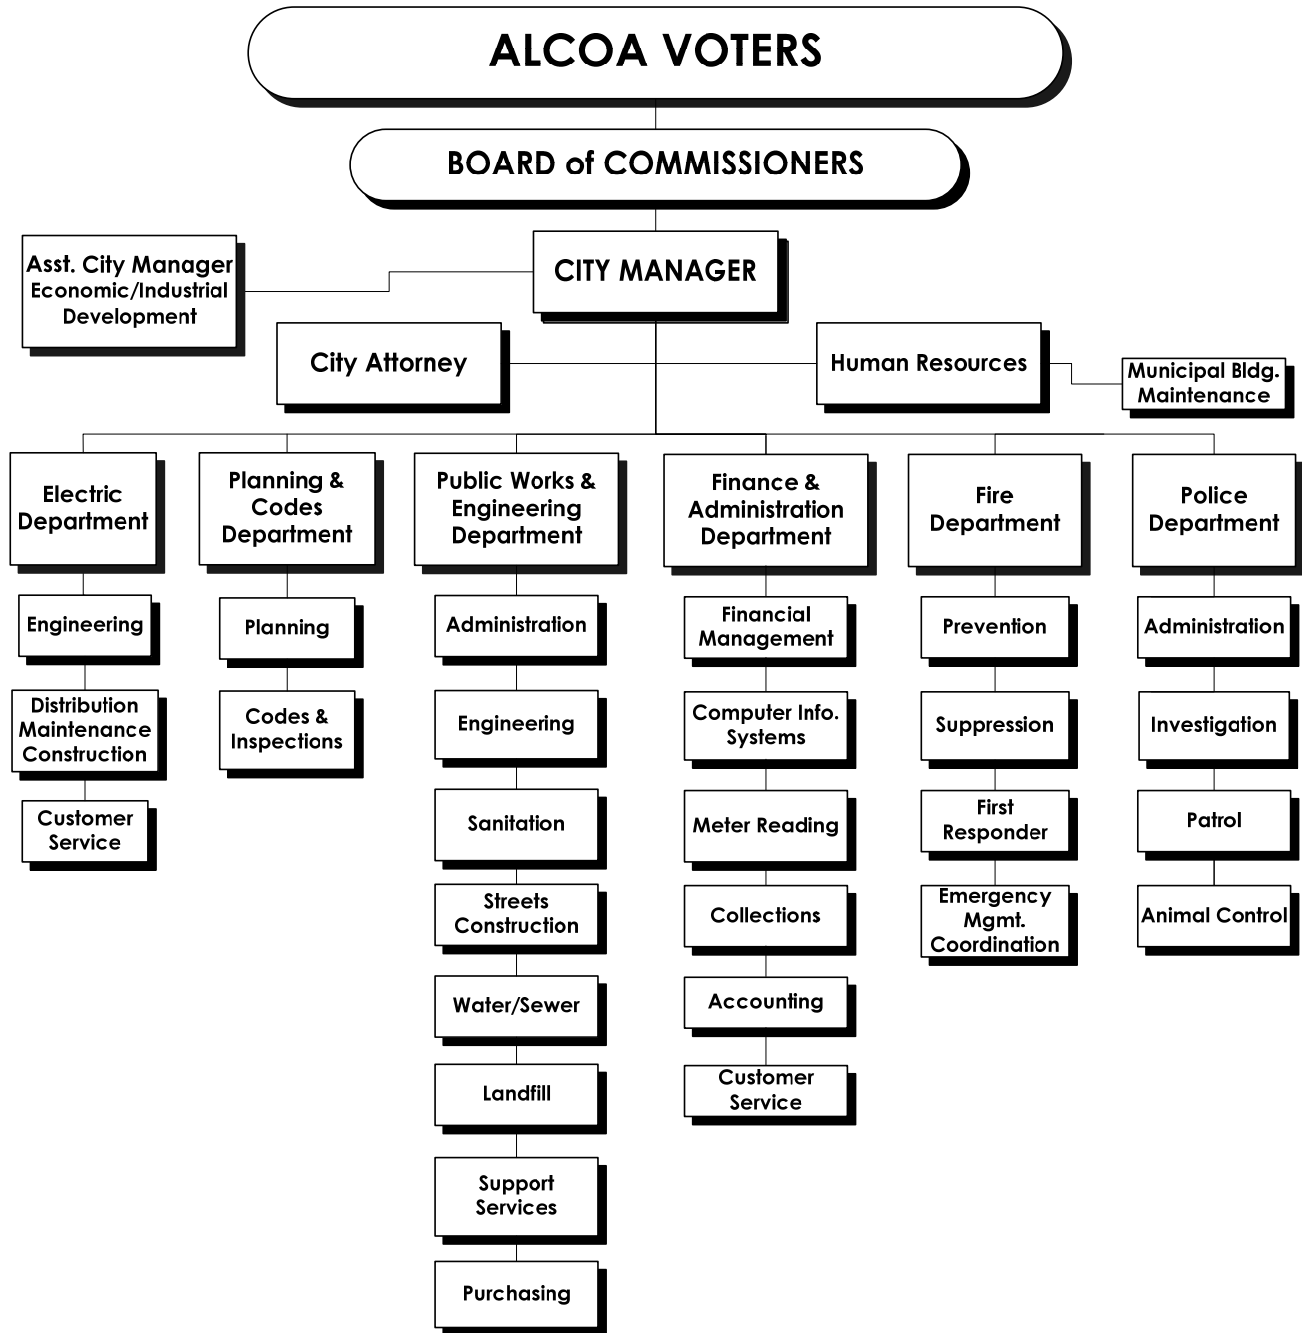 ALCOA VOTERS
BOARD of COMMISSIONERS
CITY MANAGER
Asst. City Manager
Economic/Industrial
Development
City Attorney
Human Resources
Municipal Bldg.
Maintenance
Electric
Department
Engineering
Distribution
Maintenance
Construction
Customer
Service
Planning &
Codes
Department
Planning
Codes &
Inspections
Public Works &
Engineering
Department
Administration
Engineering
Sanitation
Streets
Construction
Water/Sewer
Landfill
Support
Services
Purchasing
Finance &
Administration
Department
Financial
Management
Computer Info.
Systems
Meter Reading
Collections
Accounting
Customer
Service
Fire
Department
Prevention
Suppression
First
Responder
Emergency
Mgmt.
Coordination
Police
Department
Administration
Investigation
Patrol
Animal Control